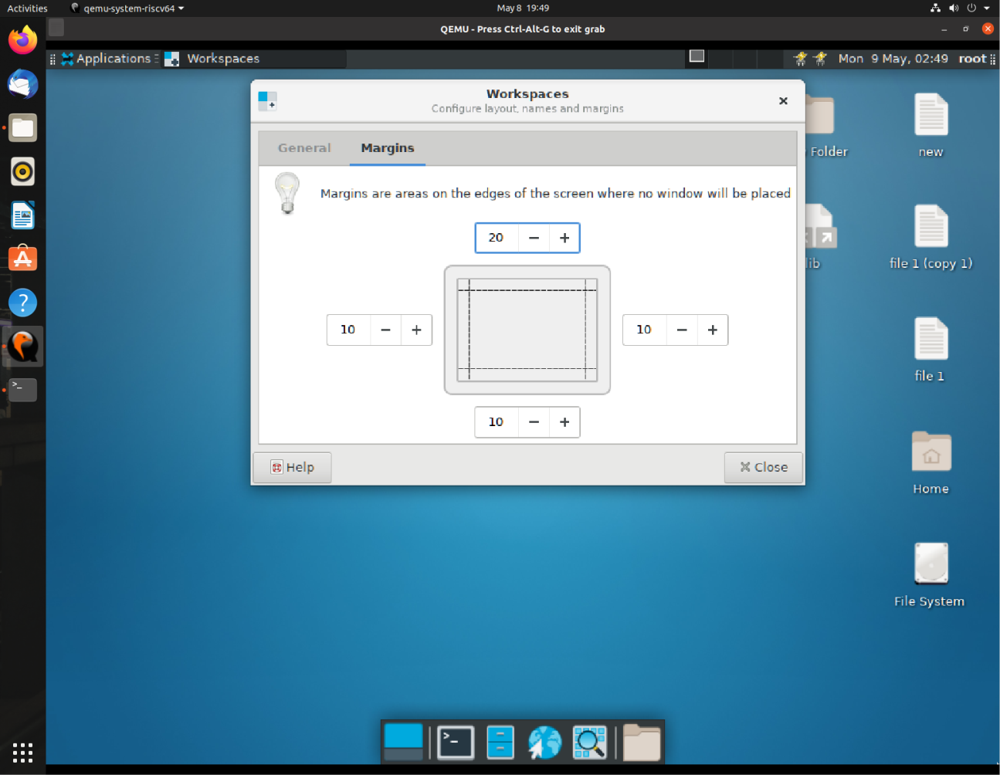 Activities qemu-system-riscv64 May 8 19:49
QEMU - Press Ctrl-Alt-G to exit grab
Applications Workspaces Mon 9 May, 02:49 root
Workspaces
Configure layout, names and margins
General Margins
Margins are areas on the edges of the screen where no window will be placed
20 − +
10 − + 10 − +
10 − +
Help Close
Folder new
lib file 1 (copy 1)
file 1
Home
File System